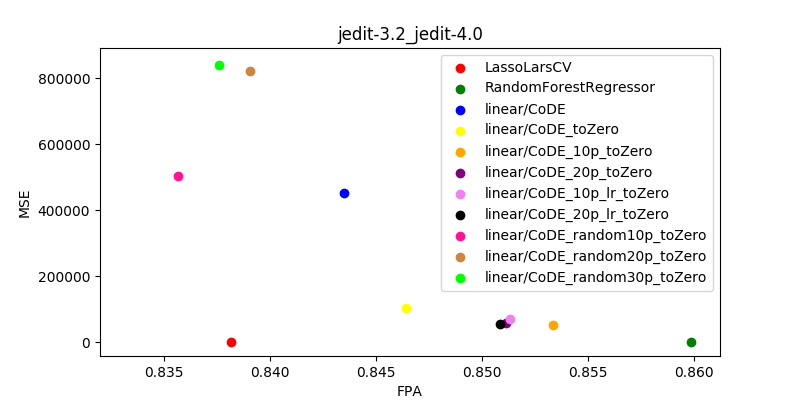 jedit-3.2_jedit-4.0
MSE
800000
600000
400000
200000
0
LassoLarsCV
RandomForestRegressor
linear/CoDE
linear/CoDE_toZero
linear/CoDE_10p_toZero
linear/CoDE_20p_toZero
linear/CoDE_10p_lr_toZero
linear/CoDE_20p_lr_toZero
linear/CoDE_random10p_toZero
linear/CoDE_random20p_toZero
linear/CoDE_random30p_toZero
0.835 0.840 0.845 0.850 0.855 0.860
FPA